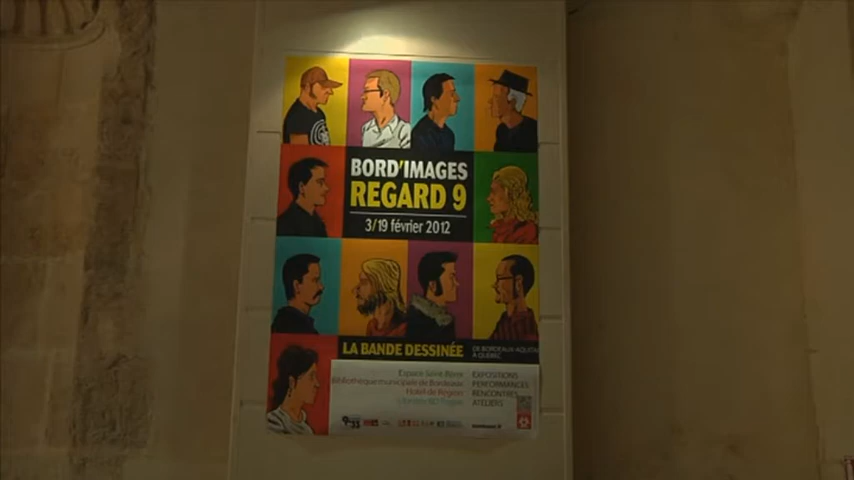 BORD'IMAGES
REGARD 9
3/19 février 2012
LA BANDE DESSINÉE
DE BORDEAUX AQUITAINE
A QUÉBEC
Espace Saint-Rémi
Bibliothèque municipale de Bordeaux
Hôtel de Région
EXPOSITIONS
PERFORMANCES
RENCONTRES
ATELIERS